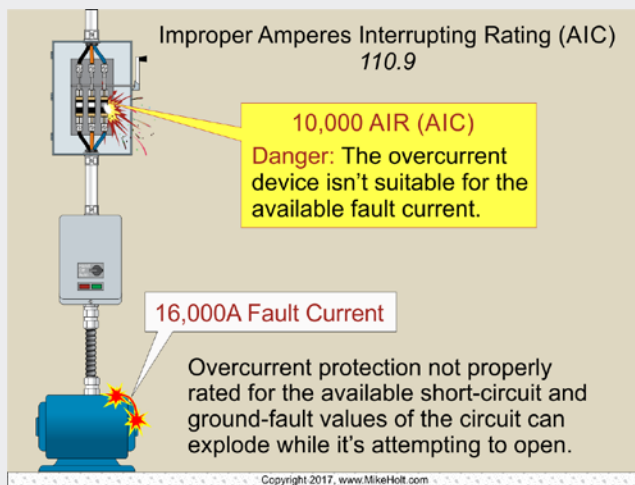 Improper Amperes Interrupting Rating (AIC)
110.9
10,000 AIR (AIC)
Danger: The overcurrent
device isn't suitable for the
available fault current.
16,000A Fault Current
Overcurrent protection not properly
rated for the available short-circuit and
ground-fault values of the circuit can
explode while it's attempting to open.
Copyright 2017, www.MikeHolt.com